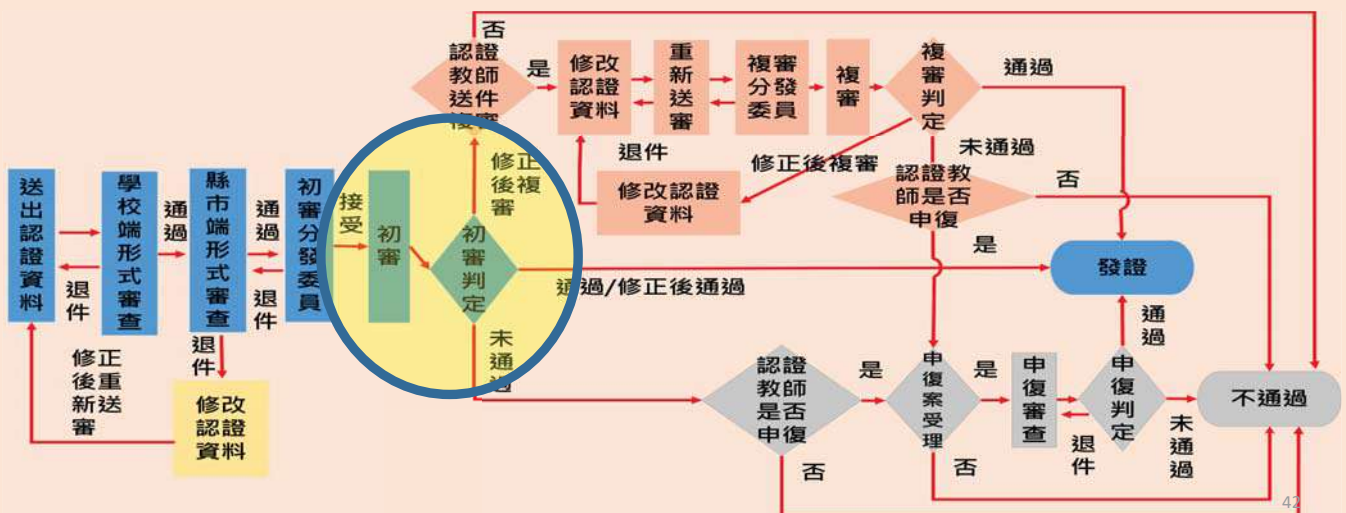 否
認證
教師
送件
複審
是
修改
認證
資料
重新送審
複審
分發
委員
複審
複審判定
通過
退件
修正後複審
未通過
修改認證
資料
認證教
師是否
申復
否
是
送出認證資料
退件
學校端形式審查
通過
縣市端形式審查
通過
退件
初審分發委員
接受
初審
初審判定
修正
後複
審
通過/修正後通過
發證
未通過
修正
後重
新送
審
退件
修改
認證
資料
認證
教師
是否
申復
是
否
申復案受理
是
否
申復審查
退件
申復判定
通過
未通過
不通過
42